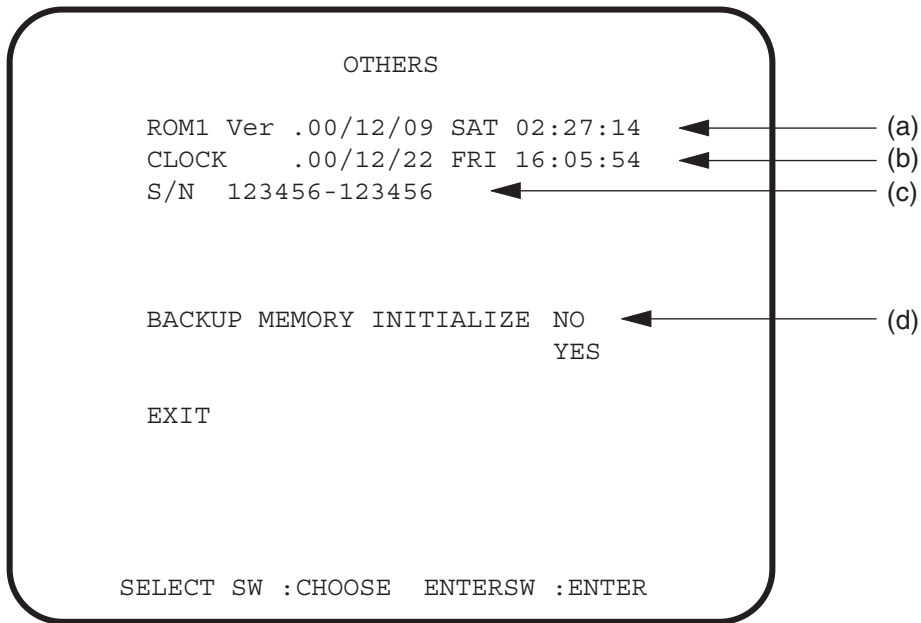 OTHERS
ROM1 Ver .00/12/09 SAT 02:27:14 (a)
CLOCK .00/12/22 FRI 16:05:54 (b)
S/N 123456-123456 (c)
BACKUP MEMORY INITIALIZE NO (d)
YES
EXIT
SELECT SW :CHOOSE ENTERSW :ENTER